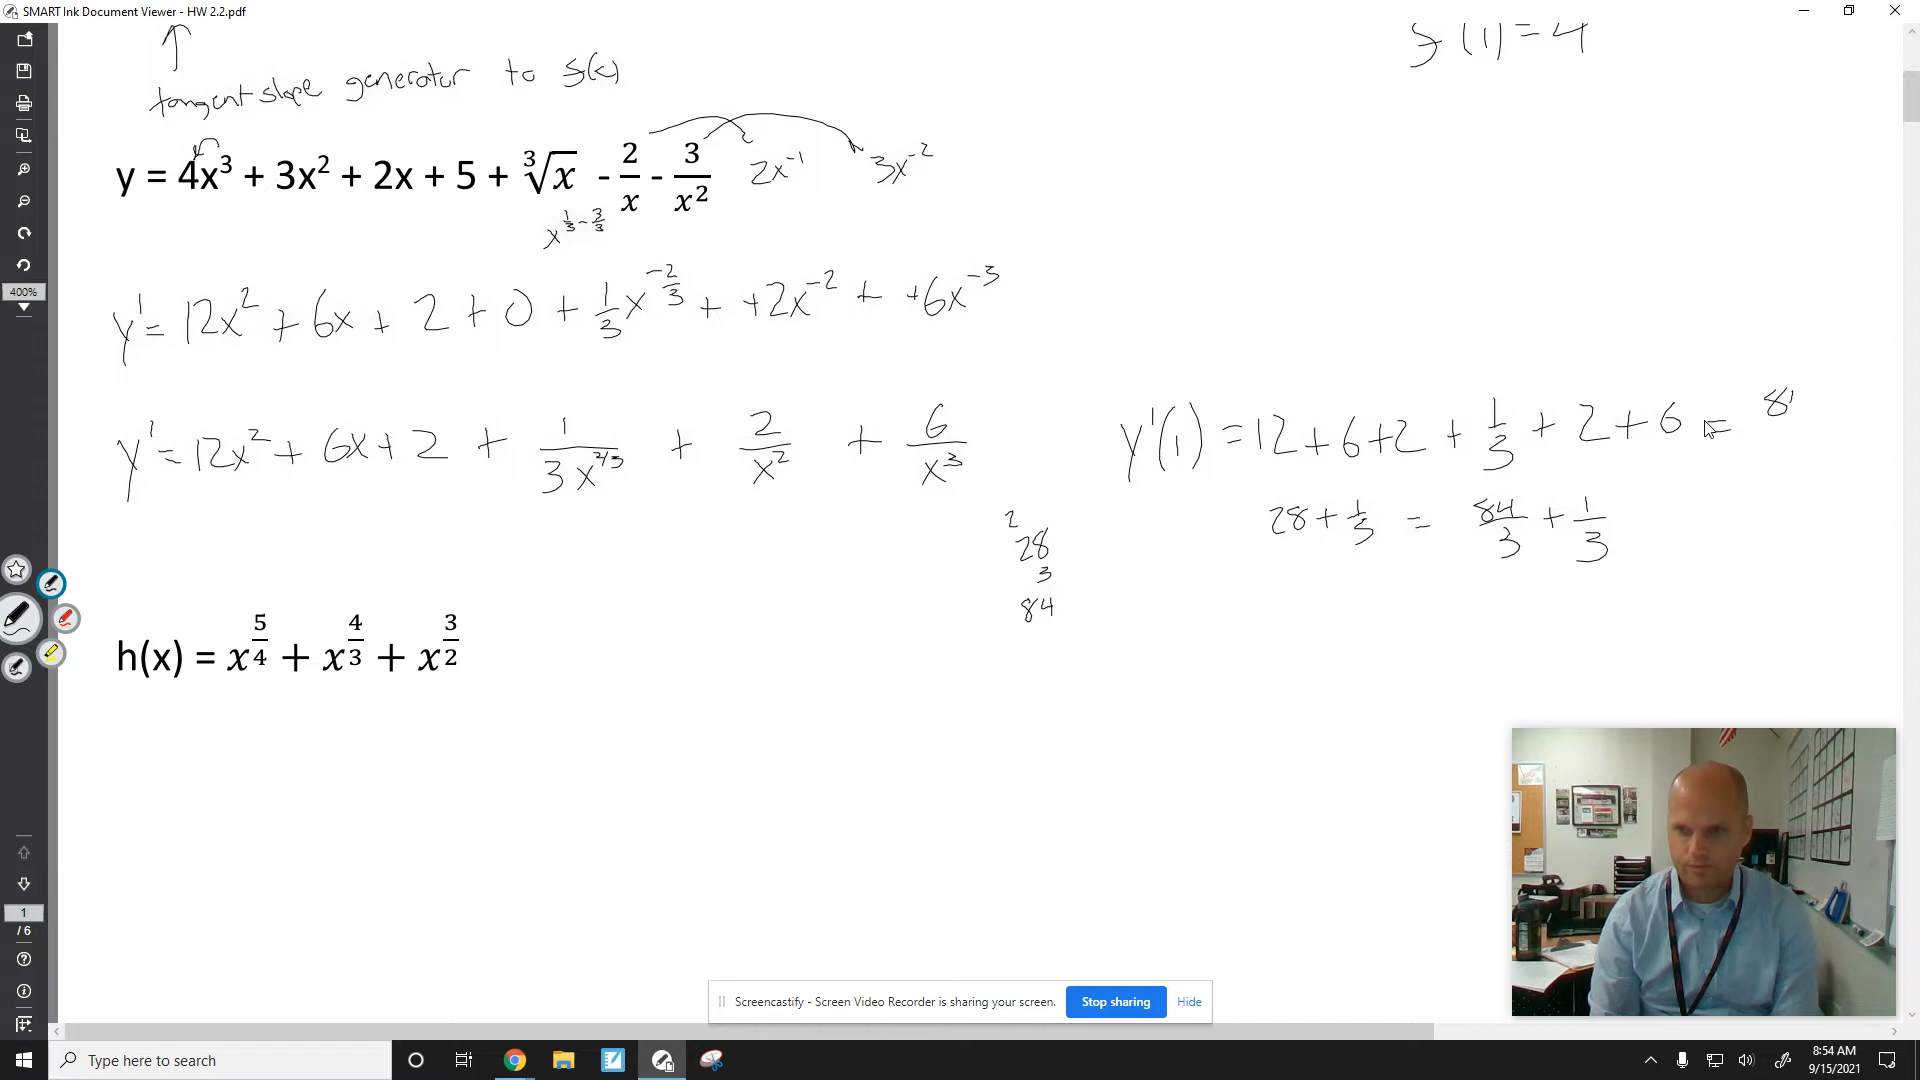 SMART Ink Document Viewer - HW 2.2.pdf
tangent slope generator to f(x)
f'(1) = 4
y = 4x³ + 3x² + 2x + 5 + ∛x - 2/x - 3/x²
2x⁻¹
3x⁻²
x^(1/3 - 3/3)
y' = 12x² + 6x + 2 + 0 + 1/3 x^(-2/3) + +2x⁻² + +6x⁻³
400%
y' = 12x² + 6x + 2 + 1/(3x^(2/3)) + 2/x² + 6/x³
y'(1) = 12 + 6 + 2 + 1/3 + 2 + 6 =
28 + 1/3 = 84/3 + 1/3
2
28
3
84
h(x) = x^(5/4) + x^(4/3) + x^(3/2)
1
/ 6
Screencastify - Screen Video Recorder is sharing your screen.
Stop sharing
Hide
Type here to search
8:54 AM
9/15/2021